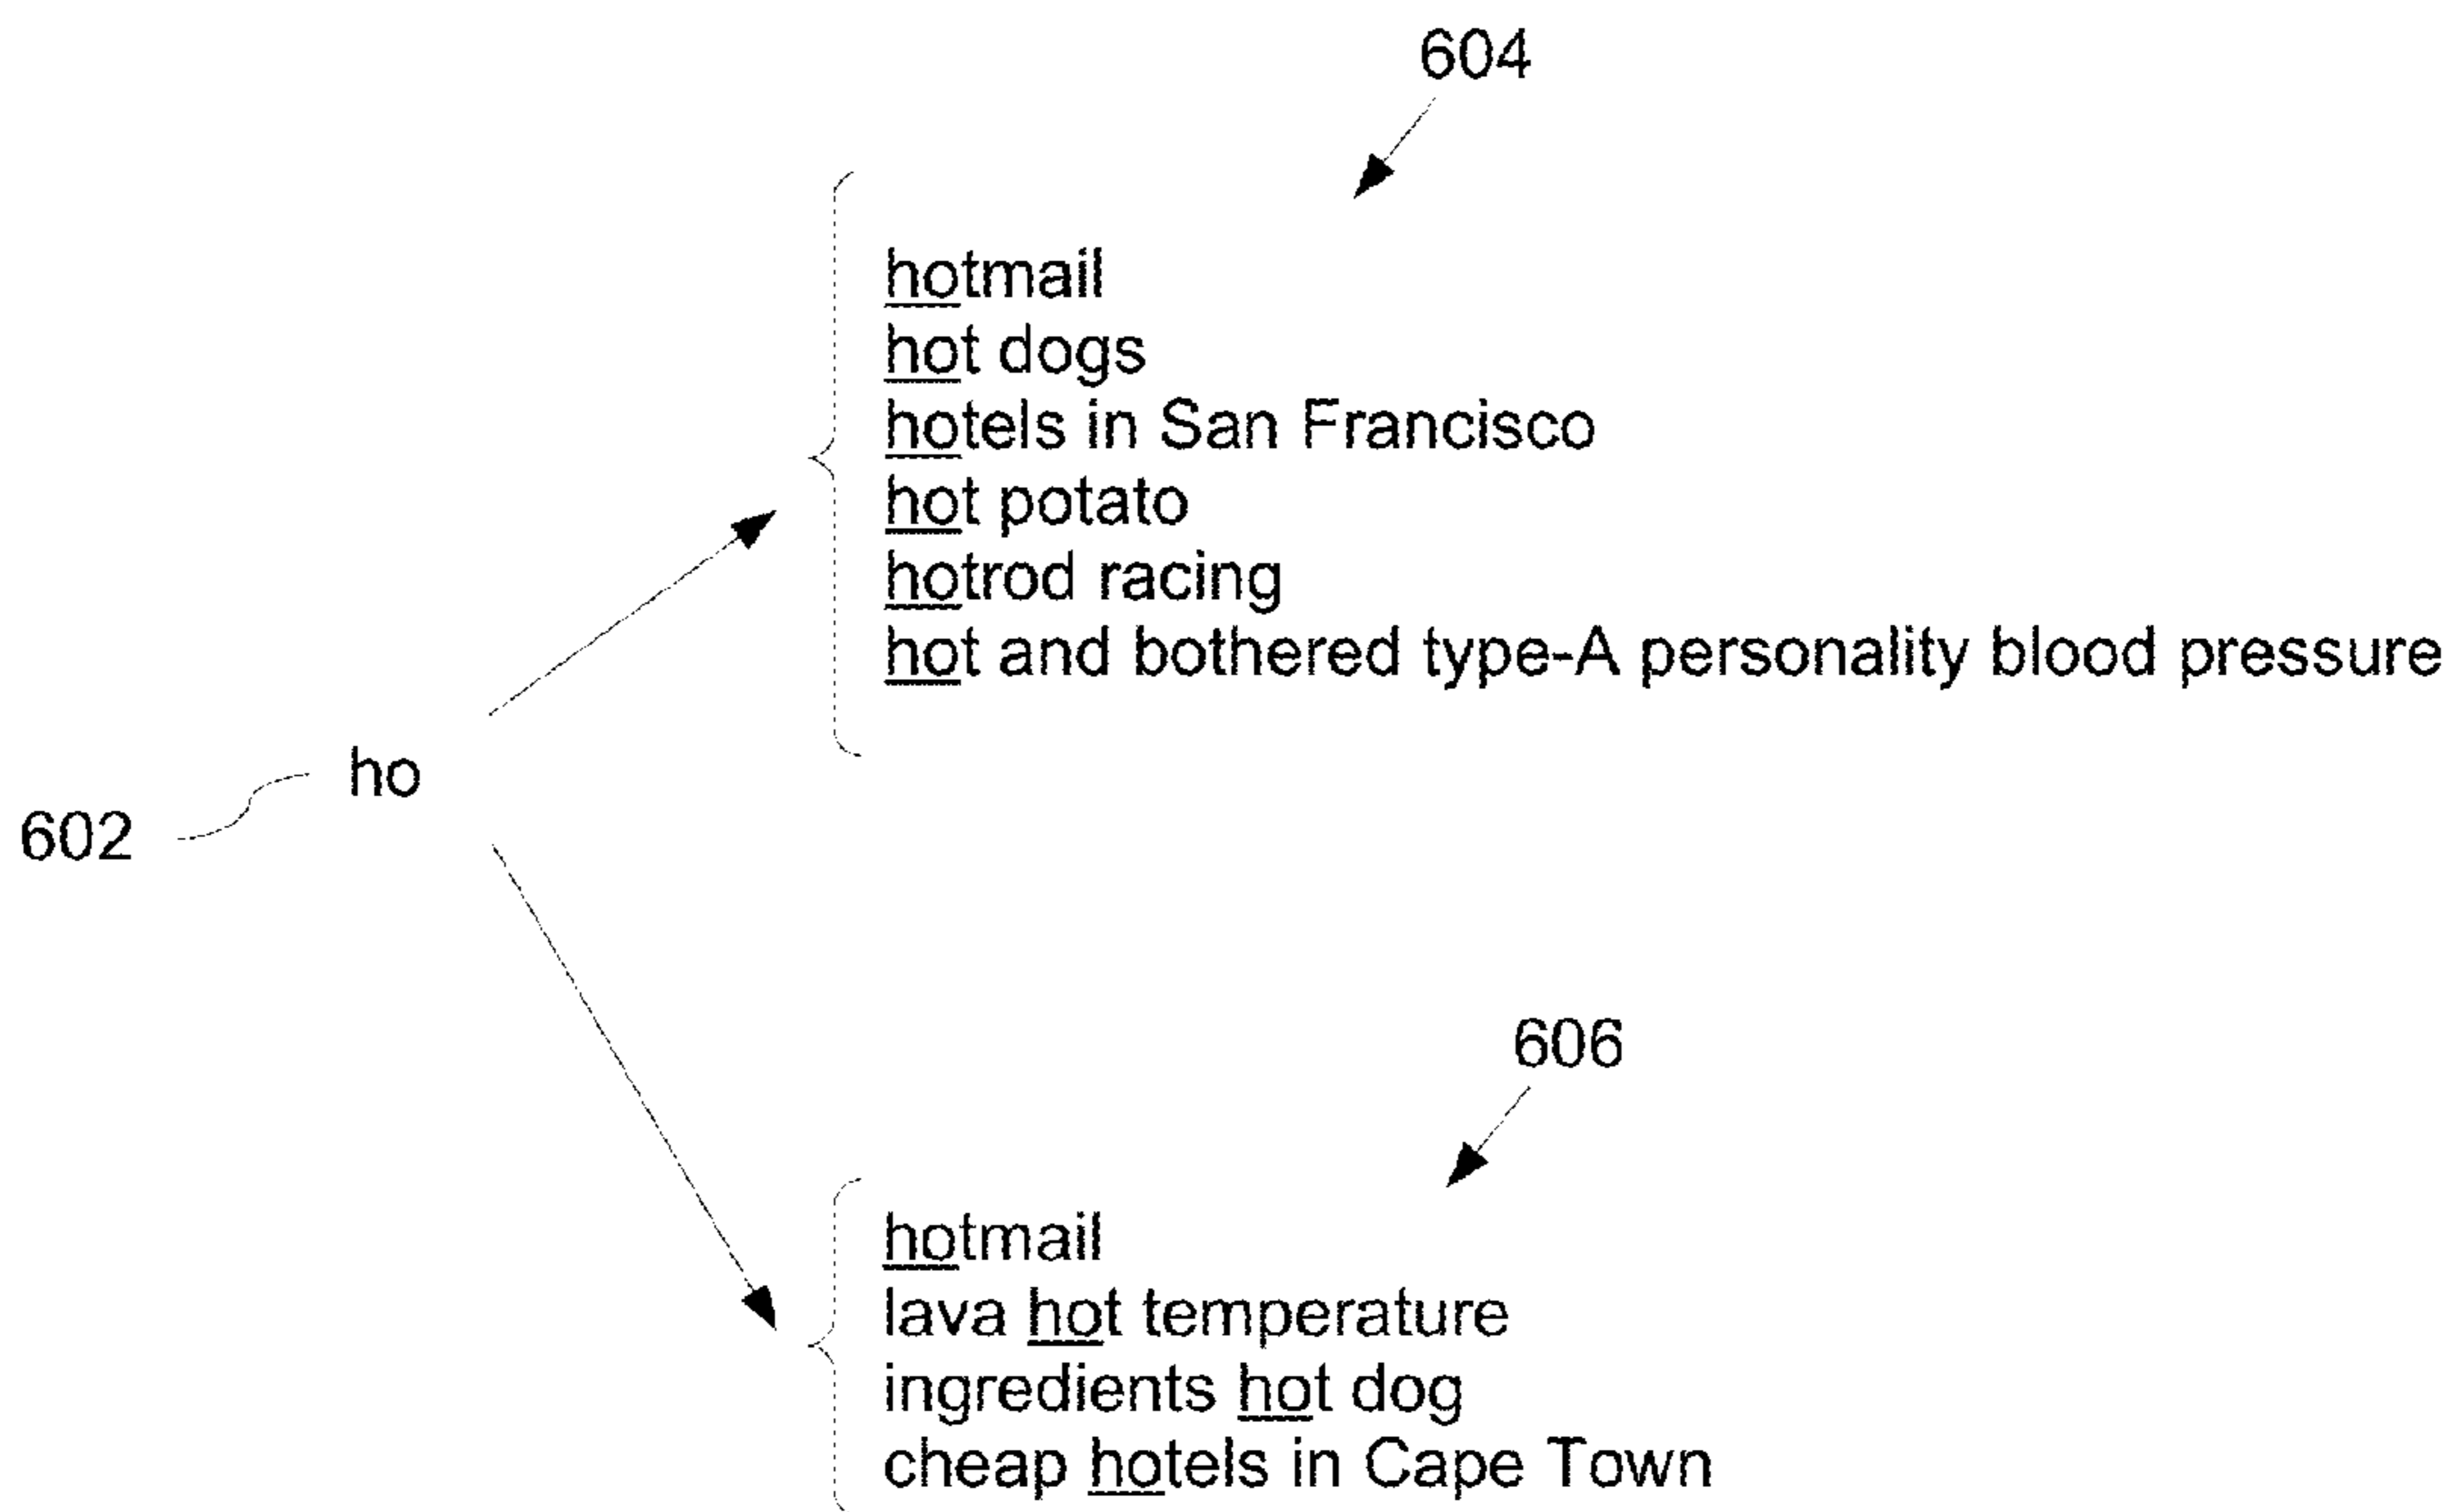 604
hotmail
hot dogs
hotels in San Francisco
hot potato
hotrod racing
hot and bothered type-A personality blood pressure
ho
602
606
hotmail
lava hot temperature
ingredients hot dog
cheap hotels in Cape Town